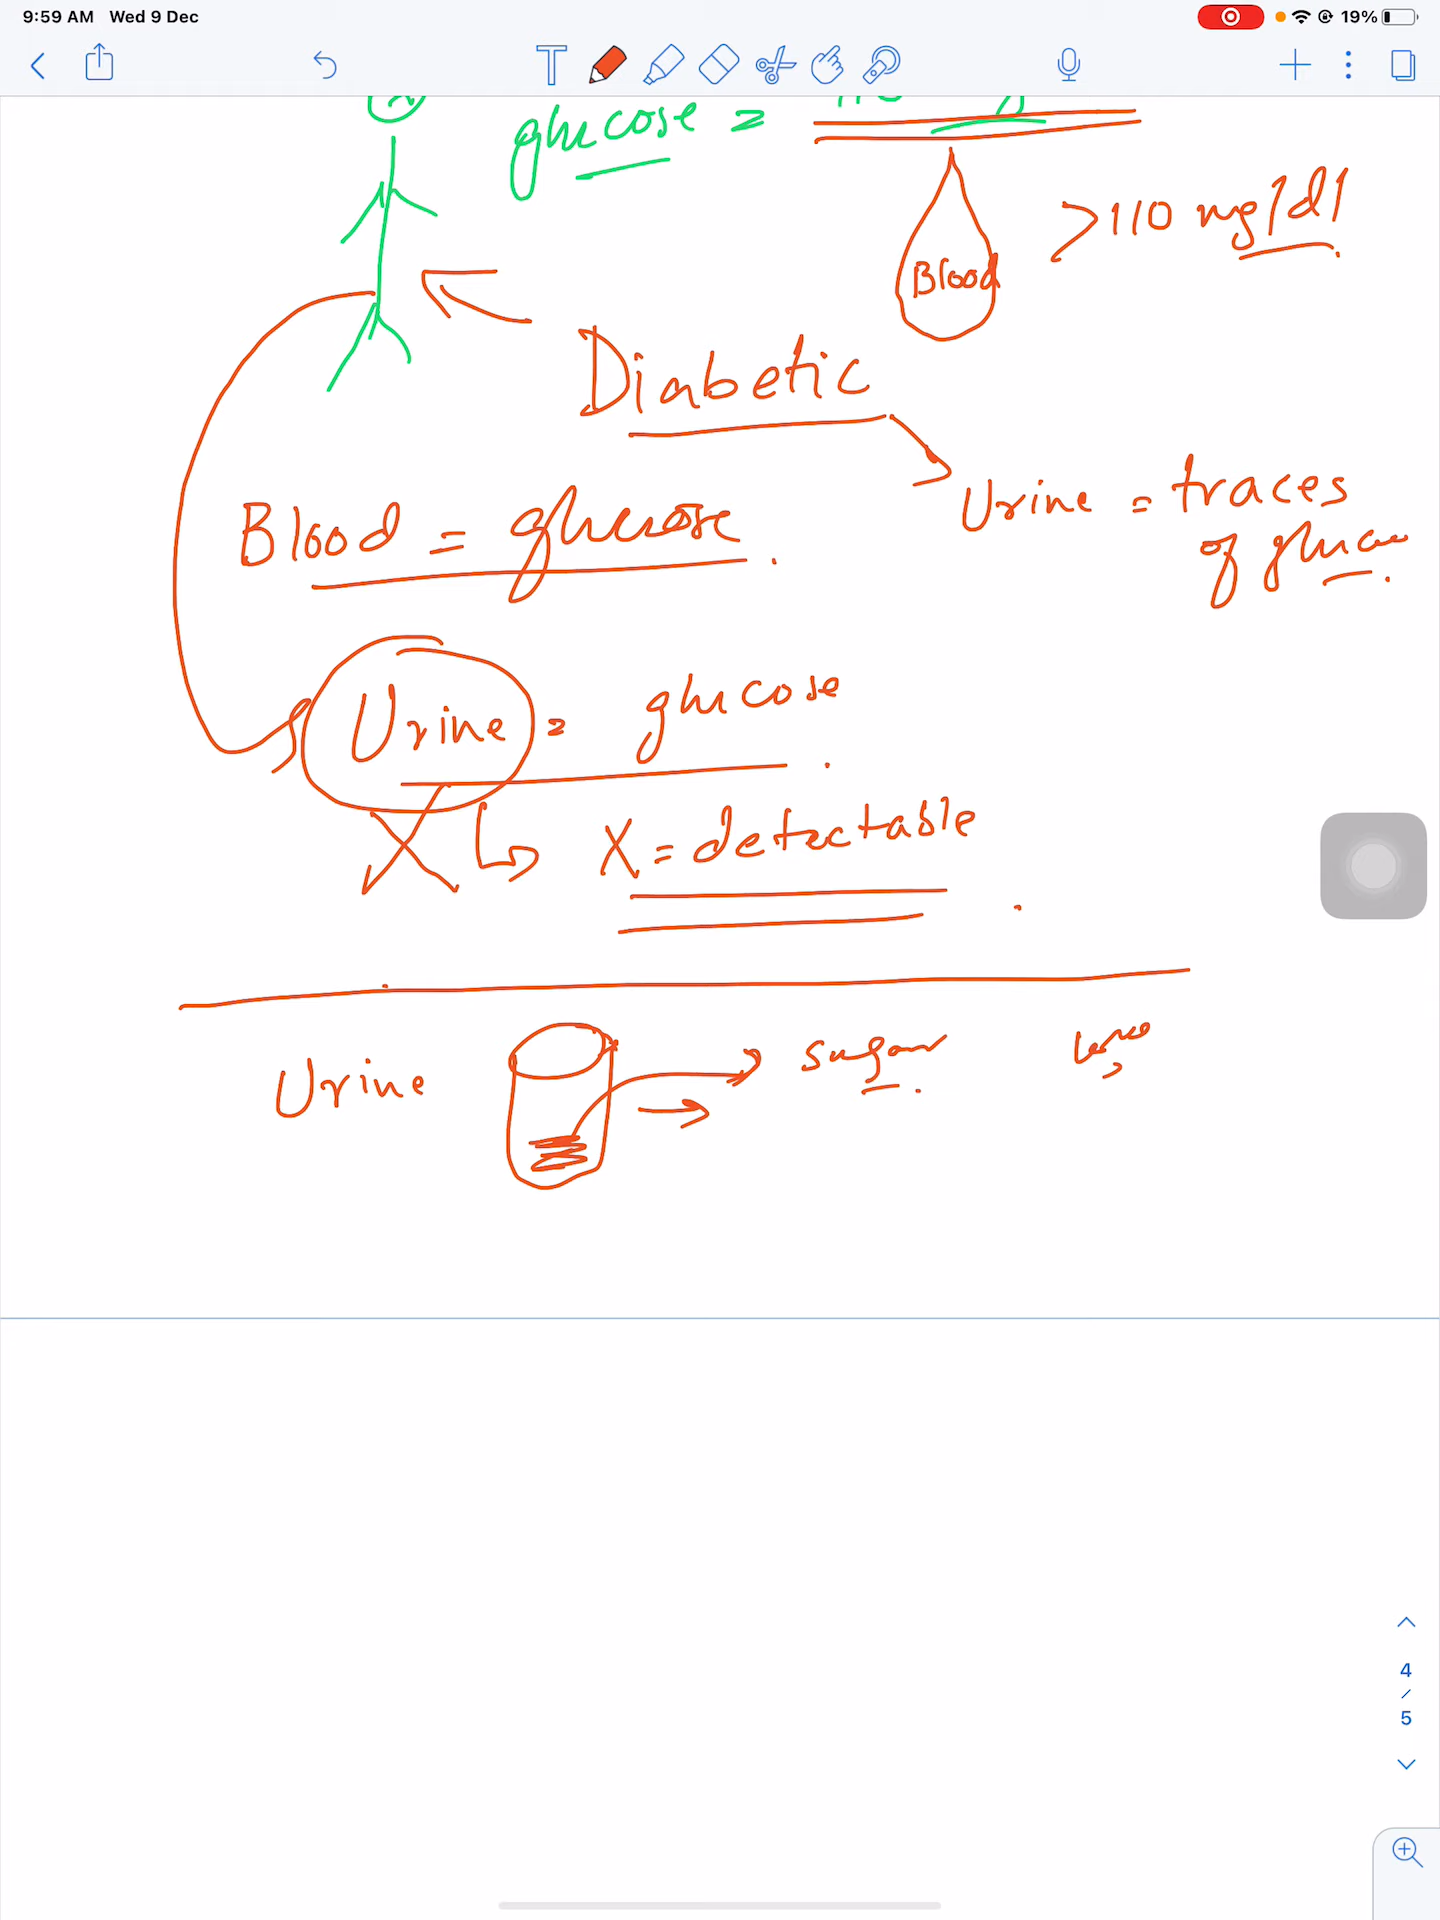 9:59 AM Wed 9 Dec
19%
T
glucose =
>110 mg/dl
Blood
Diabetic
Urine = traces
of
Blood = glucose.
Urine = glucose.
X = detectable.
Urine
sugar.
4
/
5